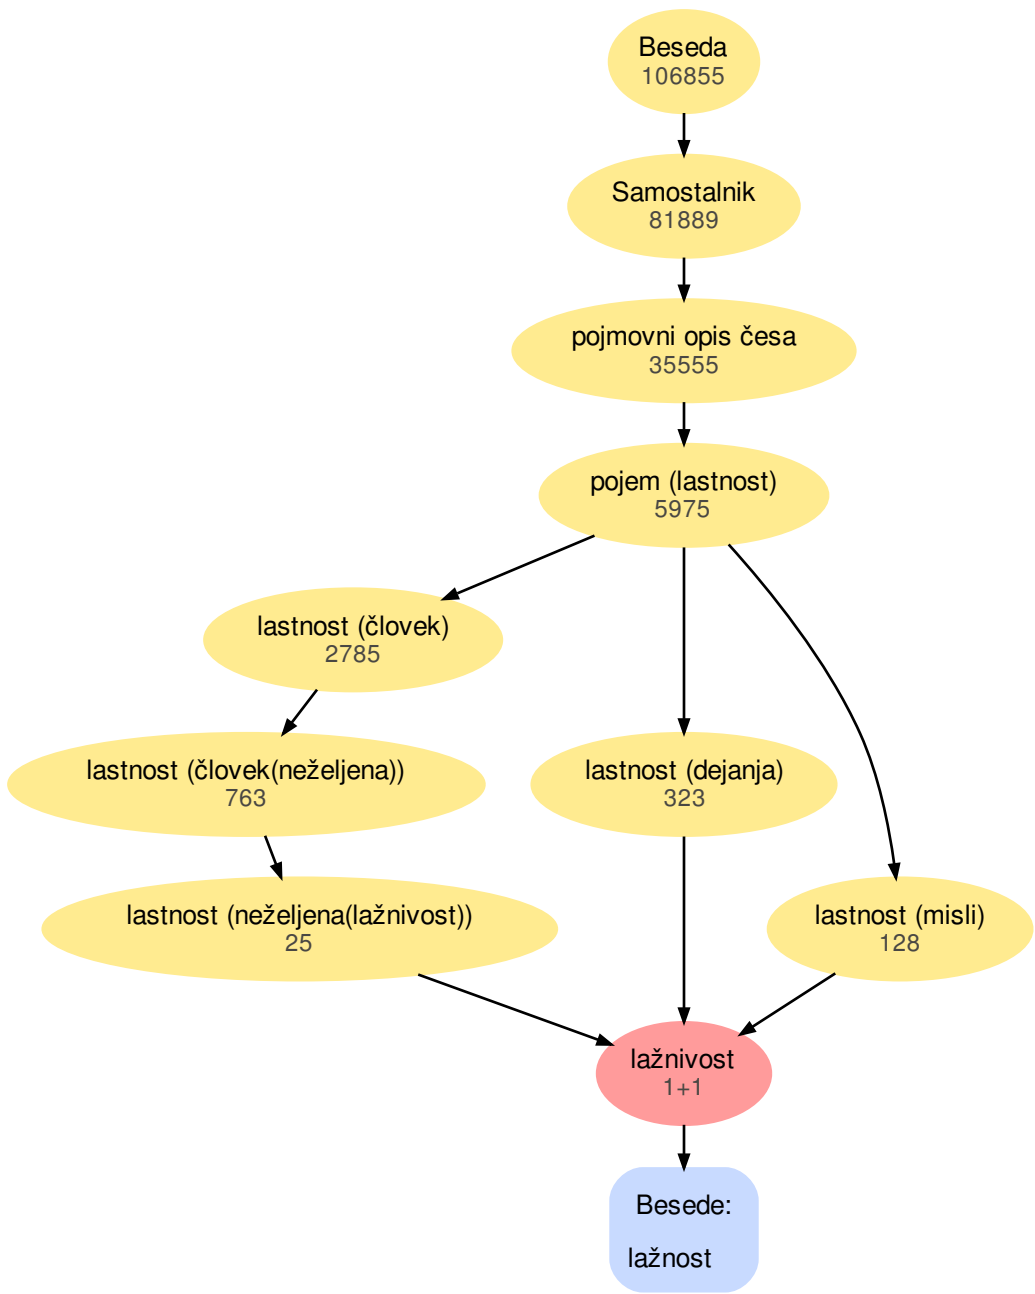 Beseda
106855
Samostalnik
81889
pojmovni opis česa
35555
pojem (lastnost)
5975
lastnost (človek)
2785
lastnost (človek(neželjena))
763
lastnost (dejanja)
323
lastnost (neželjena(lažnivost))
25
lastnost (misli)
128
lažnivost
1+1
Besede:
lažnost